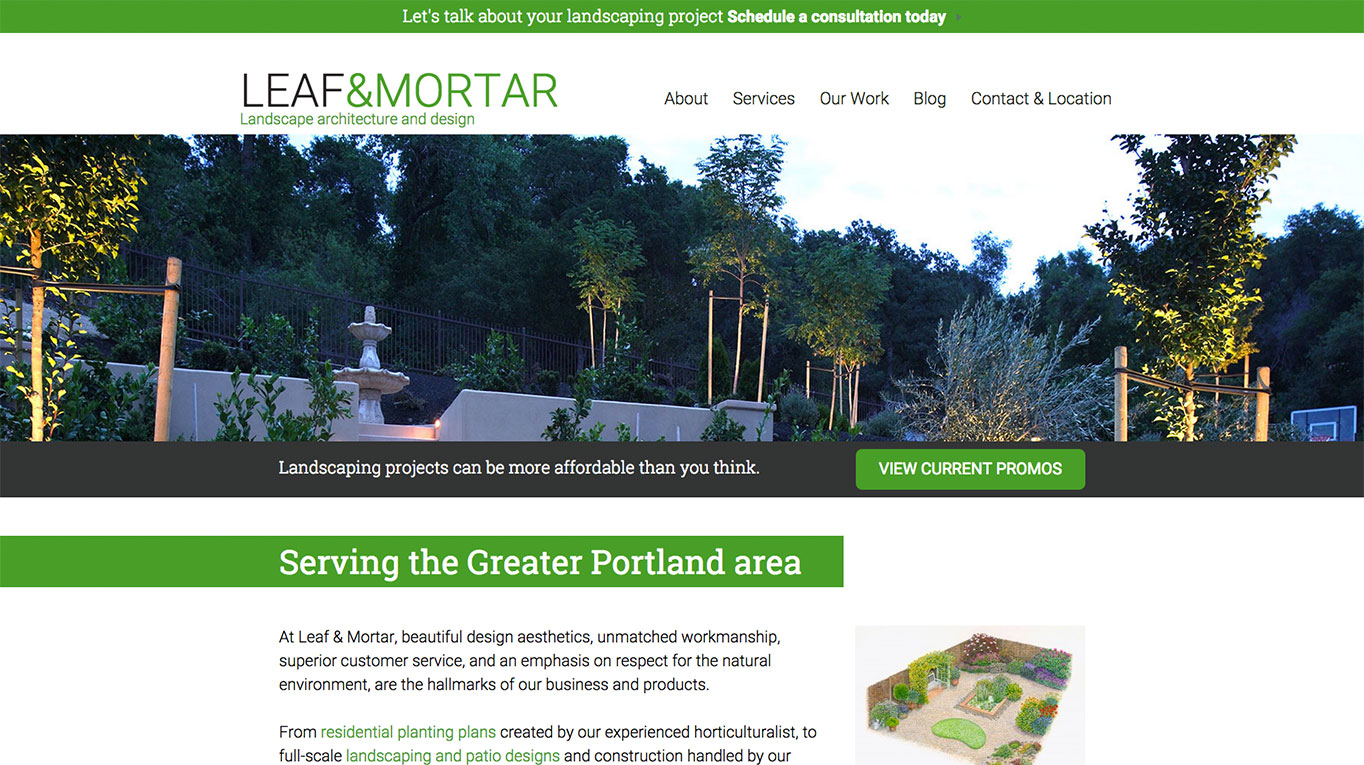 Let's talk about your landscaping project Schedule a consultation today
LEAF&MORTAR
Landscape architecture and design
About Services Our Work Blog Contact & Location
Landscaping projects can be more affordable than you think.
VIEW CURRENT PROMOS
Serving the Greater Portland area
At Leaf & Mortar, beautiful design aesthetics, unmatched workmanship,
superior customer service, and an emphasis on respect for the natural
environment, are the hallmarks of our business and products.
From residential planting plans created by our experienced horticulturalist, to
full-scale landscaping and patio designs and construction handled by our